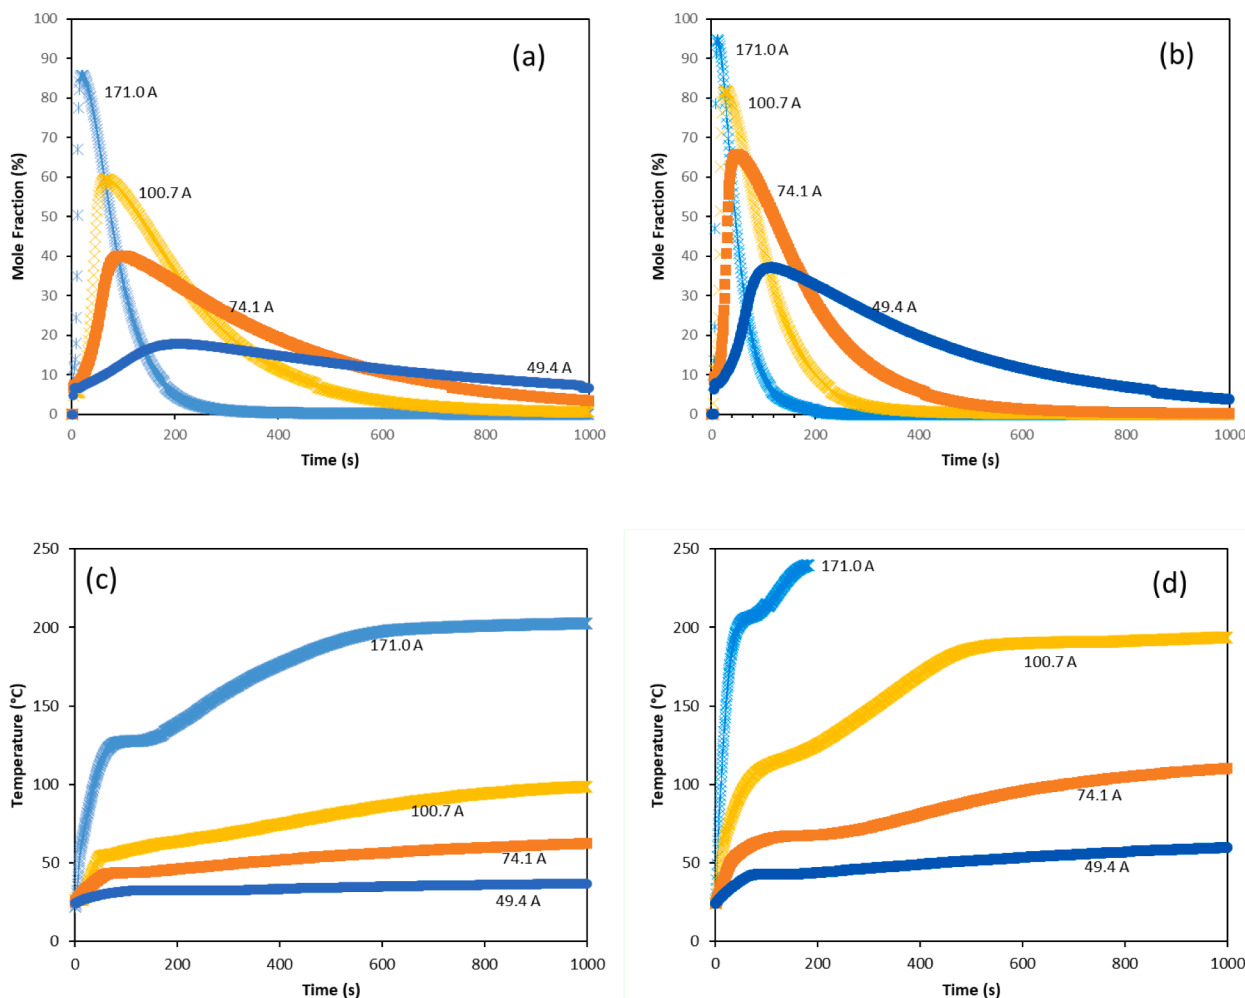 100
90
80
70
60
50
40
30
20
10
0
Mole Fraction (%)
(a)
171.0 A
100.7 A
74.1 A
49.4 A
0 200 400 600 800 1000
Time (s)
100
90
80
70
60
50
40
30
20
10
0
Mole Fraction (%)
(b)
171.0 A
100.7 A
74.1 A
49.4 A
0 200 400 600 800 1000
Time (s)
250
200
150
100
50
0
Temperature (°C)
(c)
171.0 A
100.7 A
74.1 A
49.4 A
0 200 400 600 800 1000
Time (s)
250
200
150
100
50
0
Temperature (°C)
(d)
171.0 A
100.7 A
74.1 A
49.4 A
0 200 400 600 800 1000
Time (s)